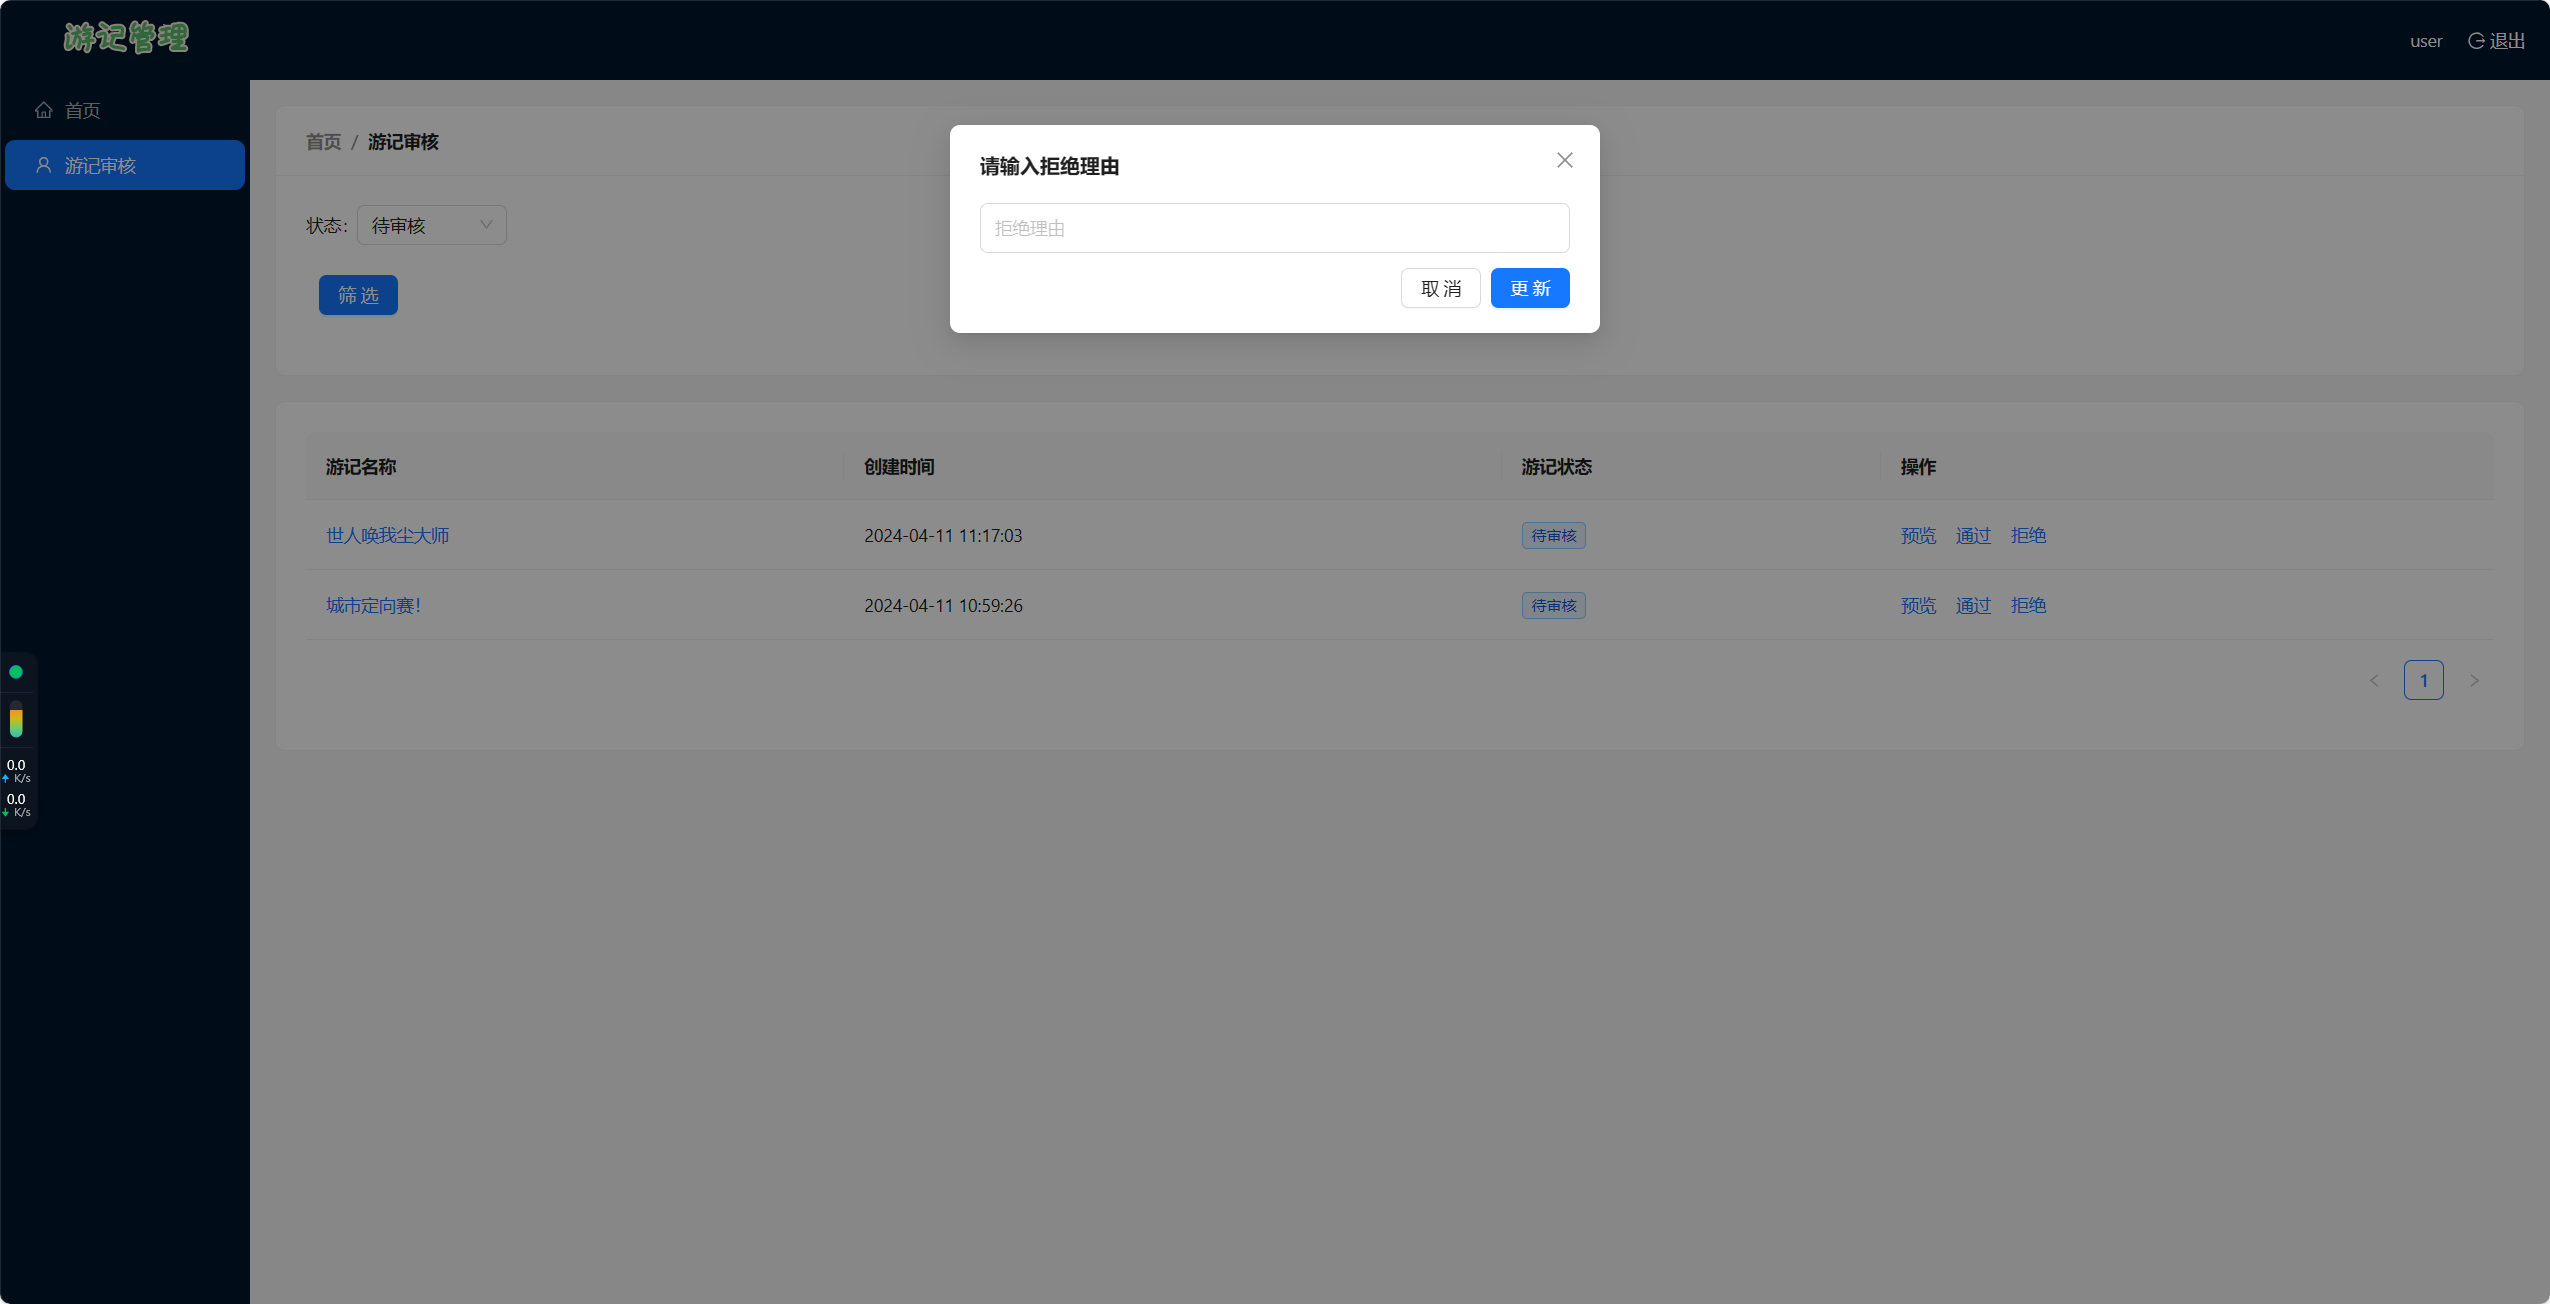 游记管理
user 退出
首页
游记审核
首页 / 游记审核
状态: 待审核
筛 选
请输入拒绝理由
拒绝理由
取 消 更 新
游记名称 创建时间 游记状态 操作
世人唤我尘大师 2024-04-11 11:17:03 待审核 预览 通过 拒绝
城市定向赛! 2024-04-11 10:59:26 待审核 预览 通过 拒绝
< 1 >
0.0
K/s
0.0
K/s